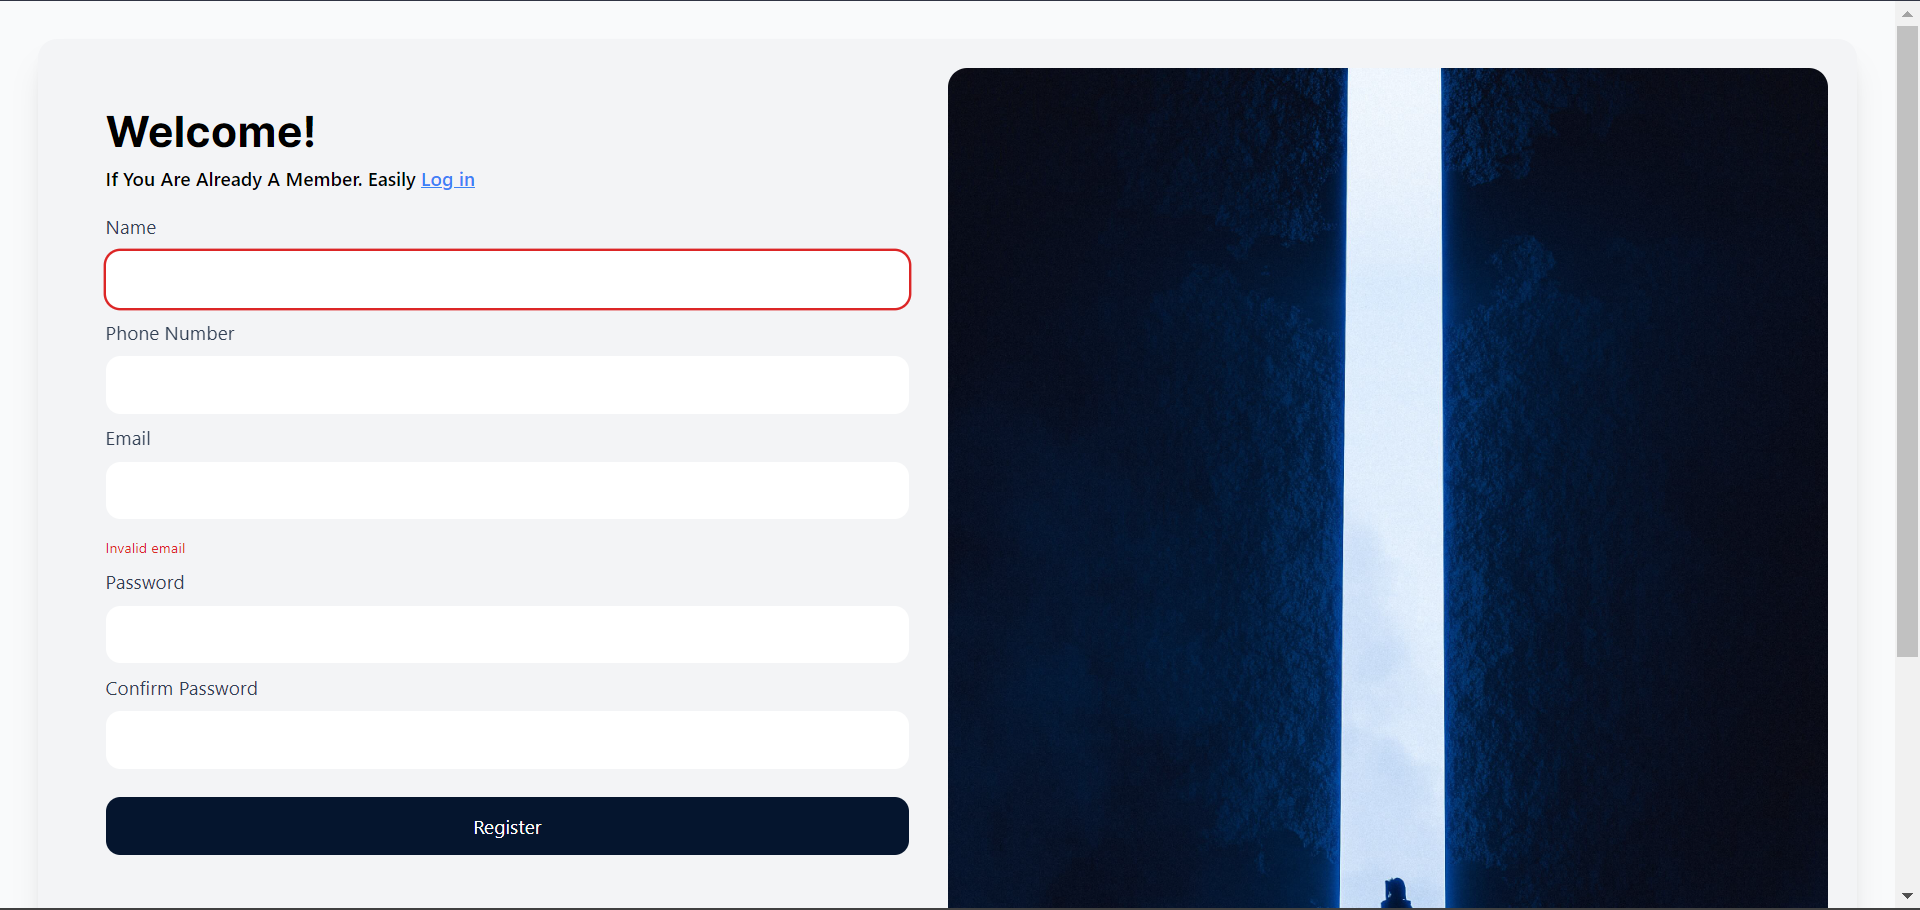 Welcome!
If You Are Already A Member. Easily Log in
Name
Phone Number
Email
Invalid email
Password
Confirm Password
Register